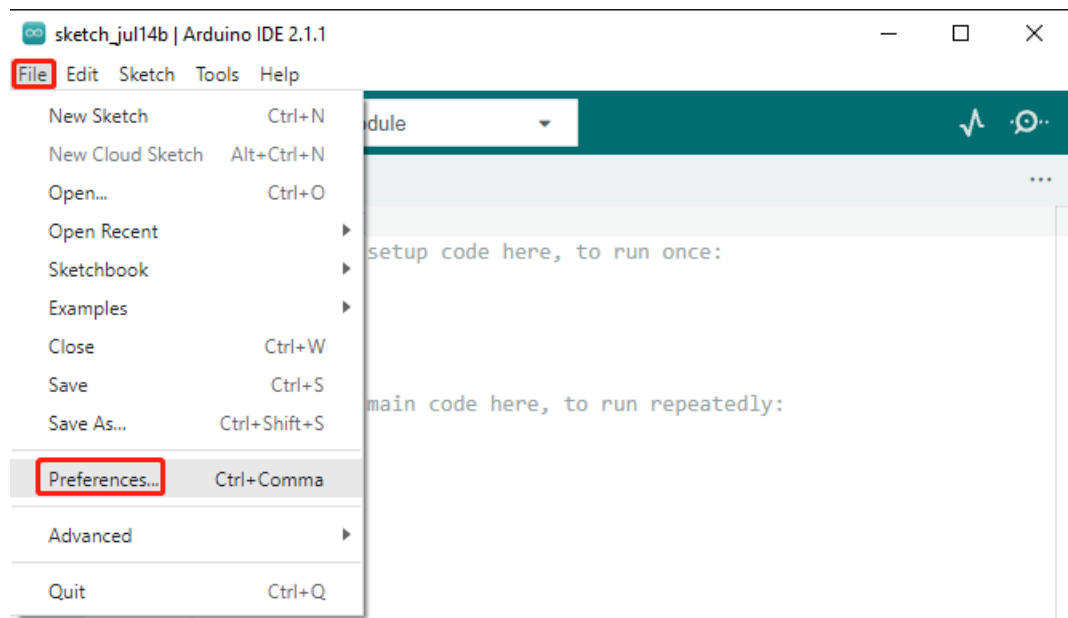 sketch_jul14b | Arduino IDE 2.1.1
File Edit Sketch Tools Help
New Sketch Ctrl+N
dule
New Cloud Sketch Alt+Ctrl+N
Open... Ctrl+O
Open Recent
setup code here, to run once:
Sketchbook
Examples
Close Ctrl+W
Save Ctrl+S
main code here, to run repeatedly:
Save As... Ctrl+Shift+S
Preferences... Ctrl+Comma
Advanced
Quit Ctrl+Q